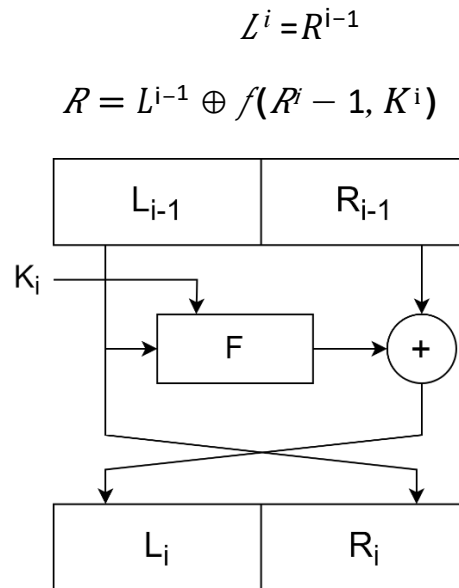 Lⁱ = Rⁱ⁻¹
R = Lⁱ⁻¹ ⊕ f(Rⁱ − 1, Kⁱ)
Lᵢ₋₁ Rᵢ₋₁
Kᵢ
F +
Lᵢ Rᵢ